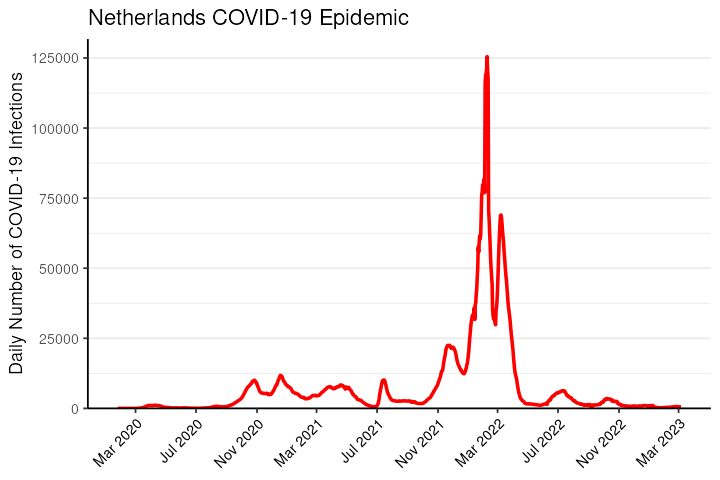 Netherlands COVID-19 Epidemic
Daily Number of COVID-19 Infections
125000
100000
75000
50000
25000
0
Mar 2020
Jul 2020
Nov 2020
Mar 2021
Jul 2021
Nov 2021
Mar 2022
Jul 2022
Nov 2022
Mar 2023